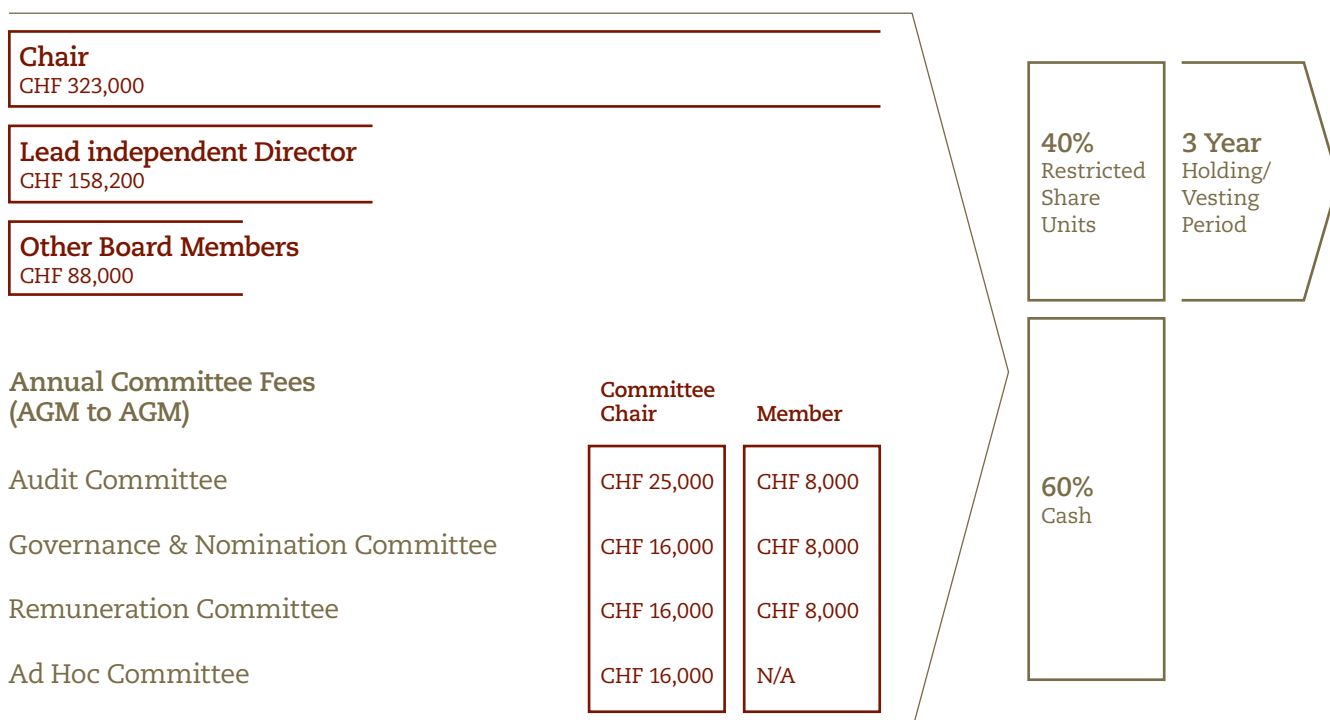 Chair
CHF 323,000
Lead independent Director
CHF 158,200
Other Board Members
CHF 88,000
Annual Committee Fees
(AGM to AGM)
Committee
Chair
Member
Audit Committee
CHF 25,000
CHF 8,000
Governance & Nomination Committee
CHF 16,000
CHF 8,000
Remuneration Committee
CHF 16,000
CHF 8,000
Ad Hoc Committee
CHF 16,000
N/A
40%
Restricted
Share
Units
3 Year
Holding/
Vesting
Period
60%
Cash